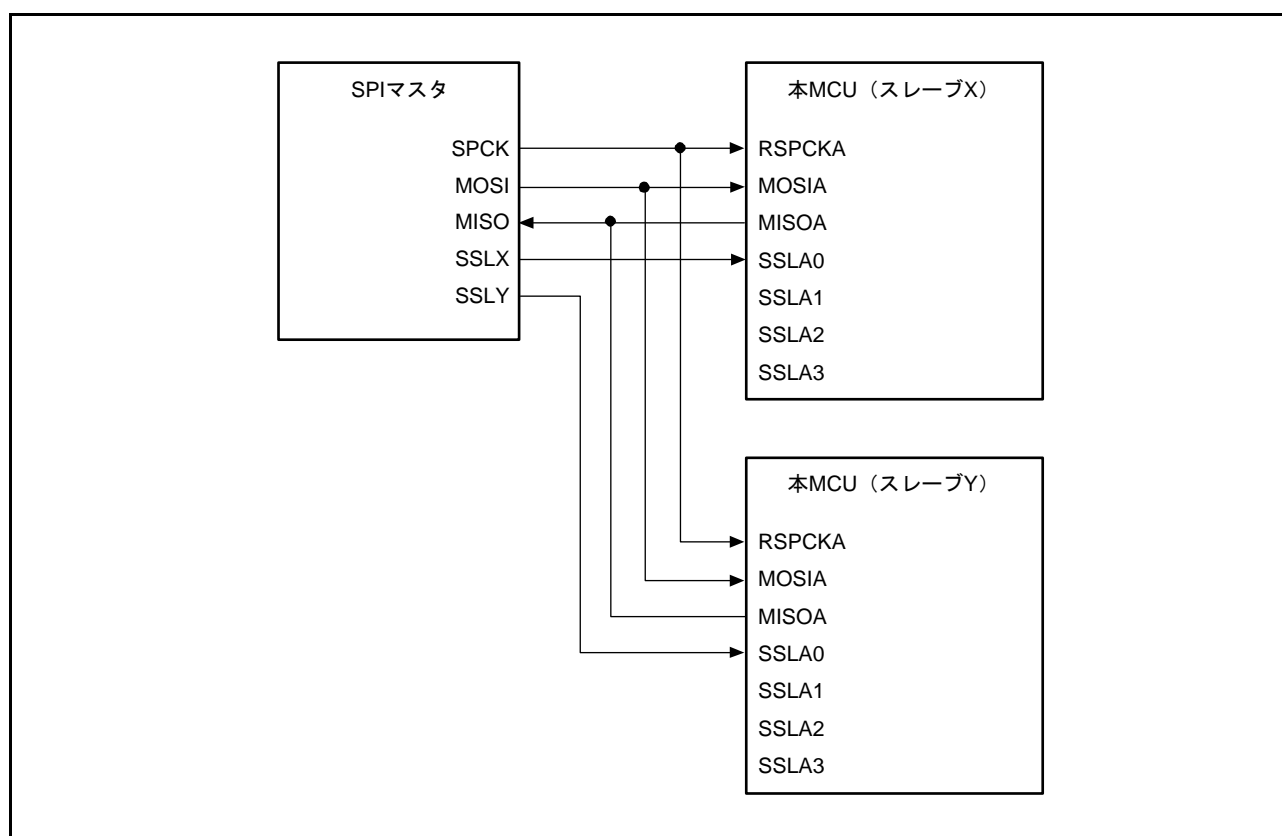 SPIマスタ
SPCK
MOSI
MISO
SSLX
SSLY
本MCU（スレーブX）
RSPCKA
MOSIA
MISOA
SSLA0
SSLA1
SSLA2
SSLA3
本MCU（スレーブY）
RSPCKA
MOSIA
MISOA
SSLA0
SSLA1
SSLA2
SSLA3